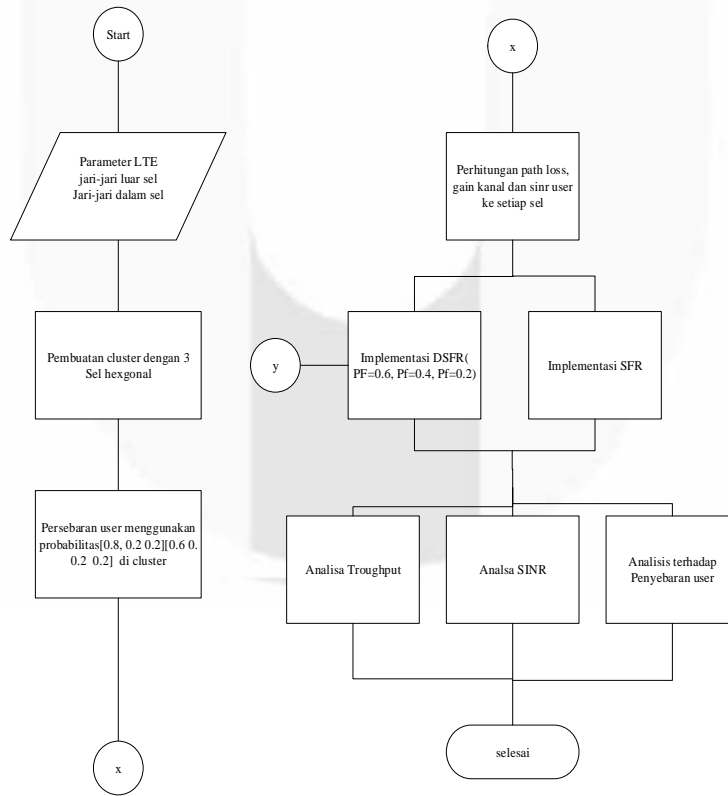 Start
Parameter LTE
jari-jari luar sel
Jari-jari dalam sel
Pembuatan cluster dengan 3
Sel hexgonal
Persebaran user menggunakan
probabilitas[0.8, 0.2 0.2][0.6 0.
0.2 0.2] di cluster
x
x
Perhitungan path loss,
gain kanal dan sinr user
ke setiap sel
y
Implementasi DSFR(
PF=0.6, Pf=0.4, Pf=0.2)
Implementasi SFR
Analisa Troughput
Analsa SINR
Analisis terhadap
Penyebaran user
selesai